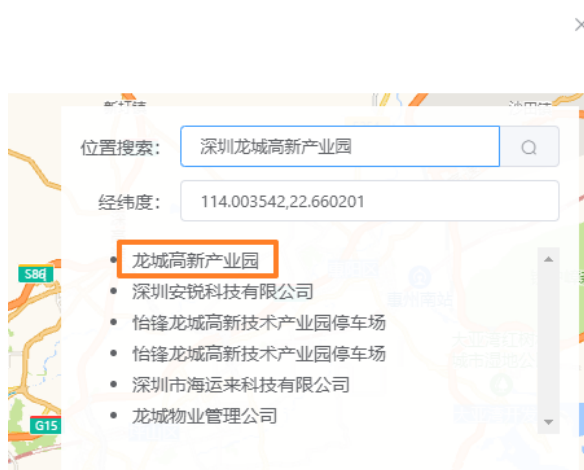 位置搜索：
深圳龙城高新产业园
经纬度：
114.003542,22.660201
龙城高新产业园
深圳安锐科技有限公司
怡锋龙城高新技术产业园停车场
怡锋龙城高新技术产业园停车场
深圳市海运来科技有限公司
龙城物业管理公司
S86
G15